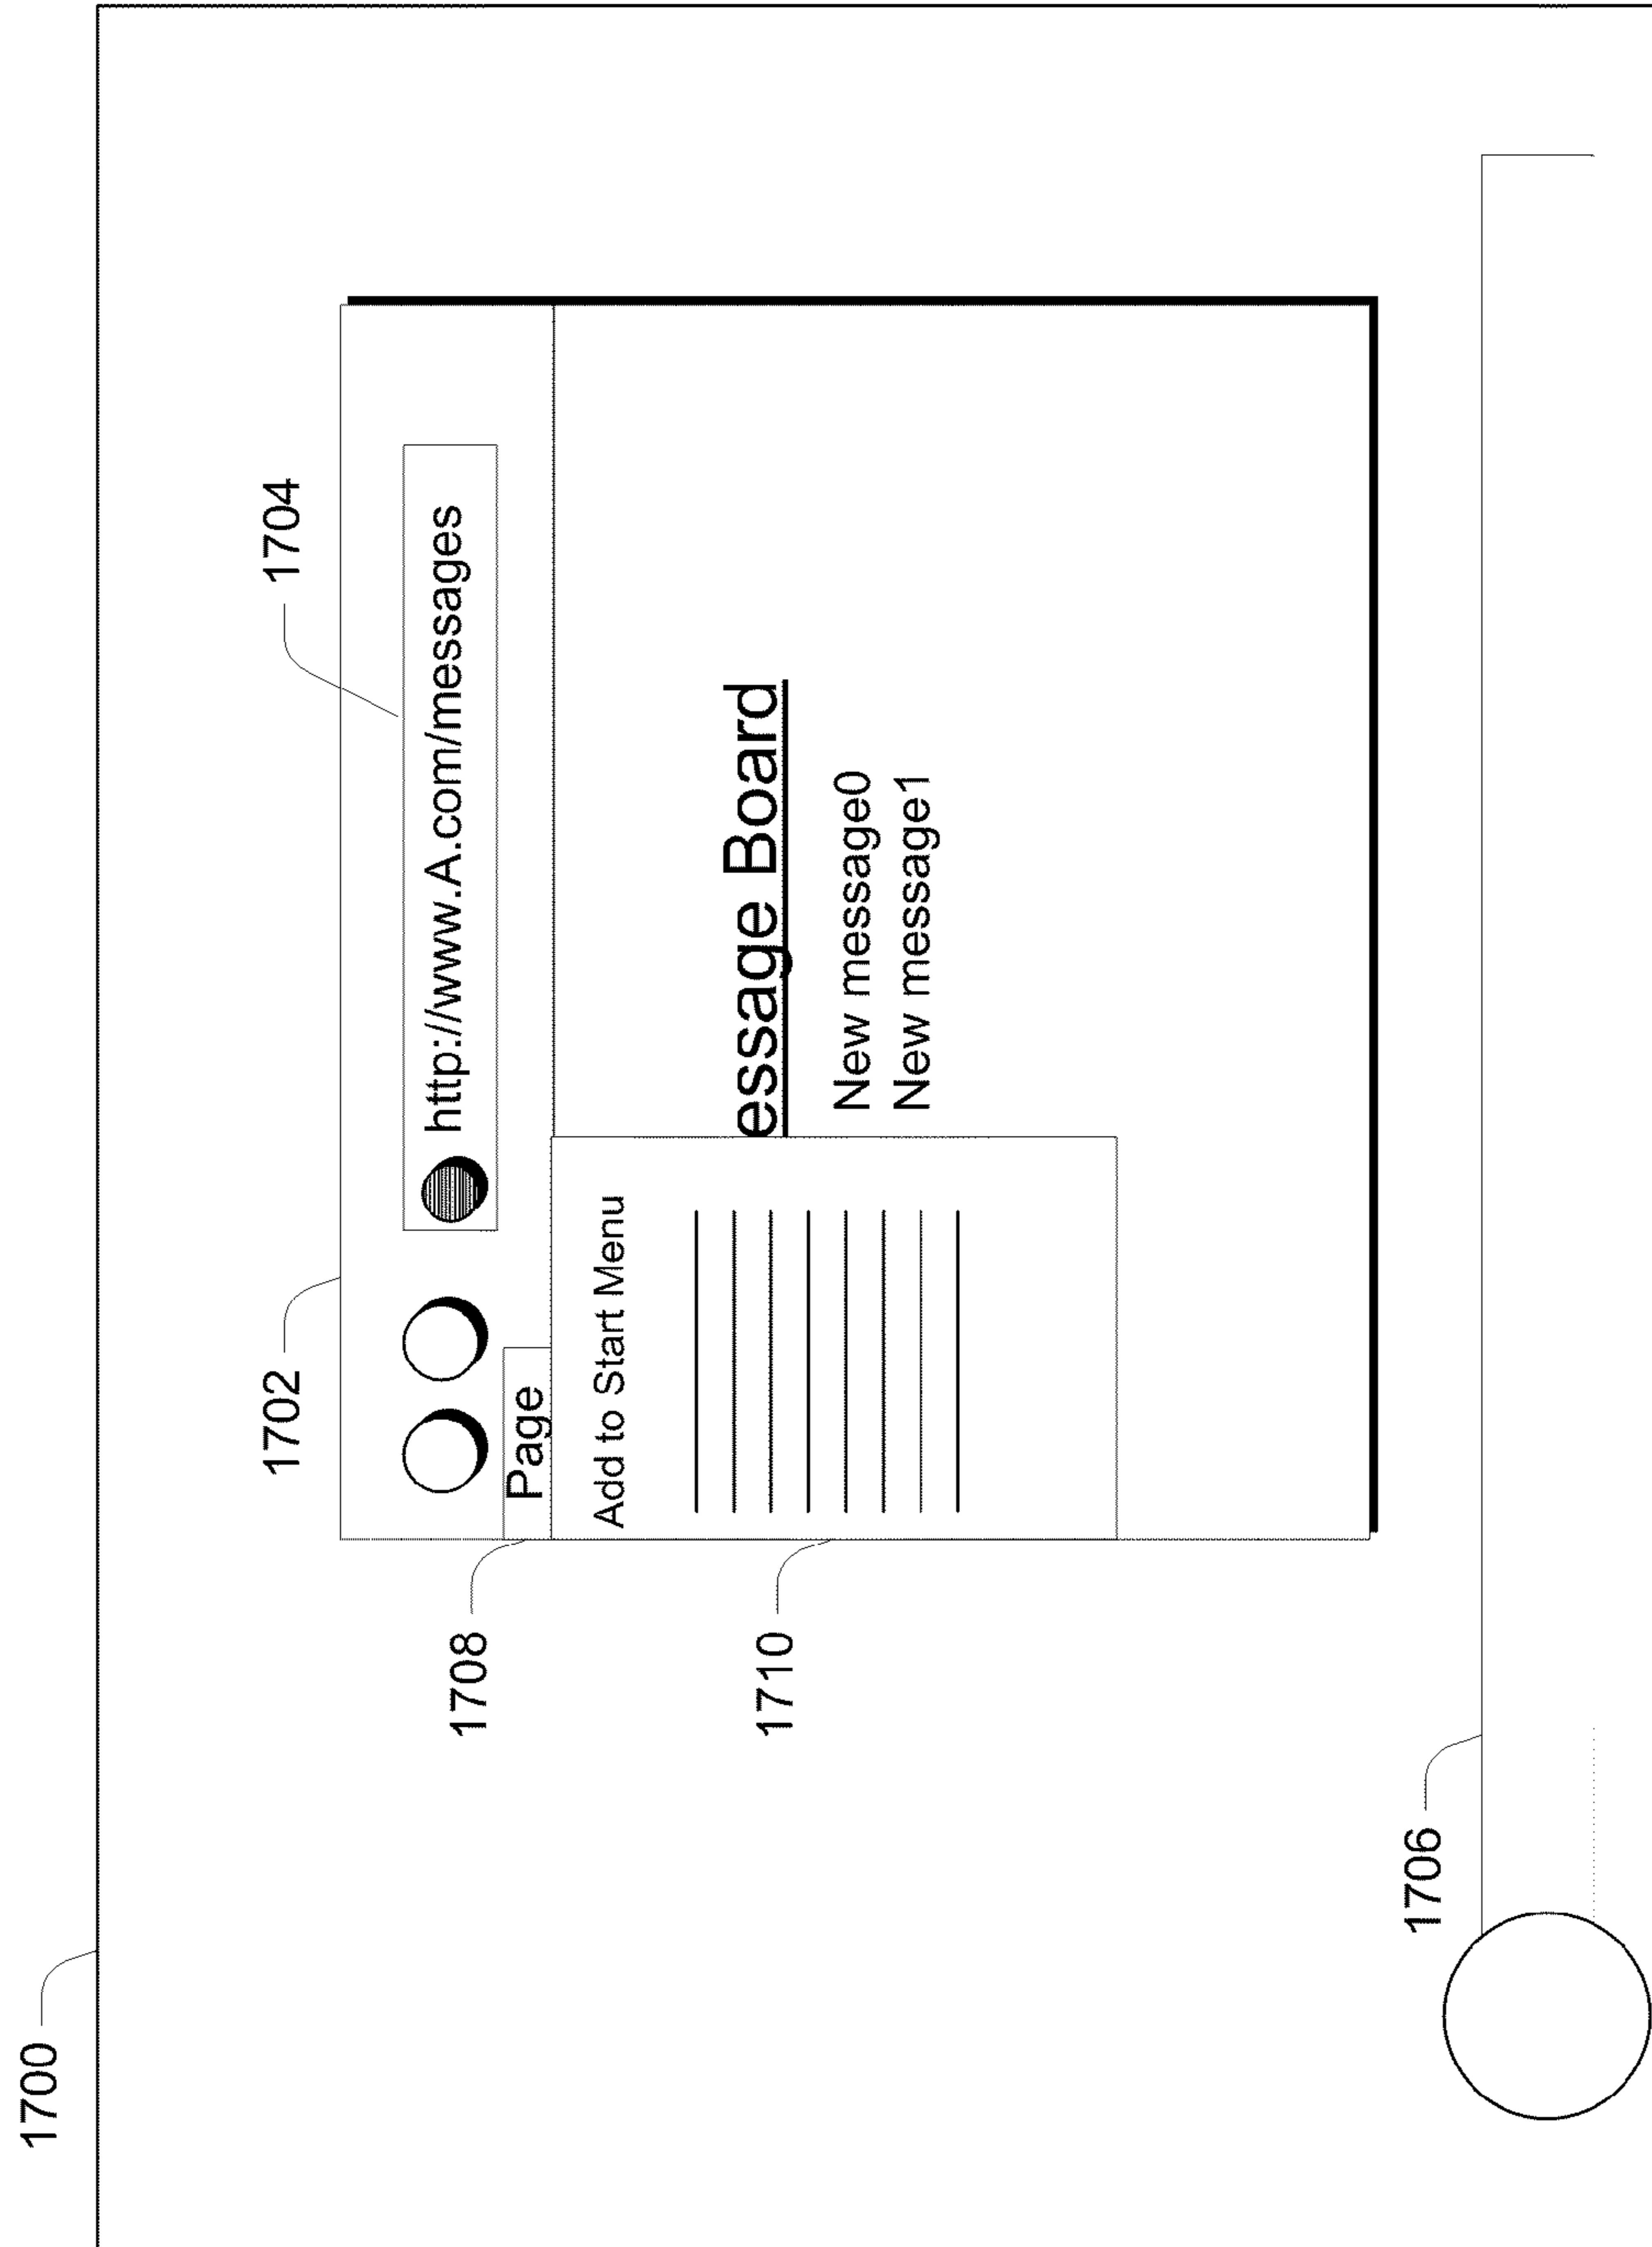 1700
1702
1704
http://www.A.com/messages
1708
Page
Add to Start Menu
essage Board
1710
New message0
New message1
1706